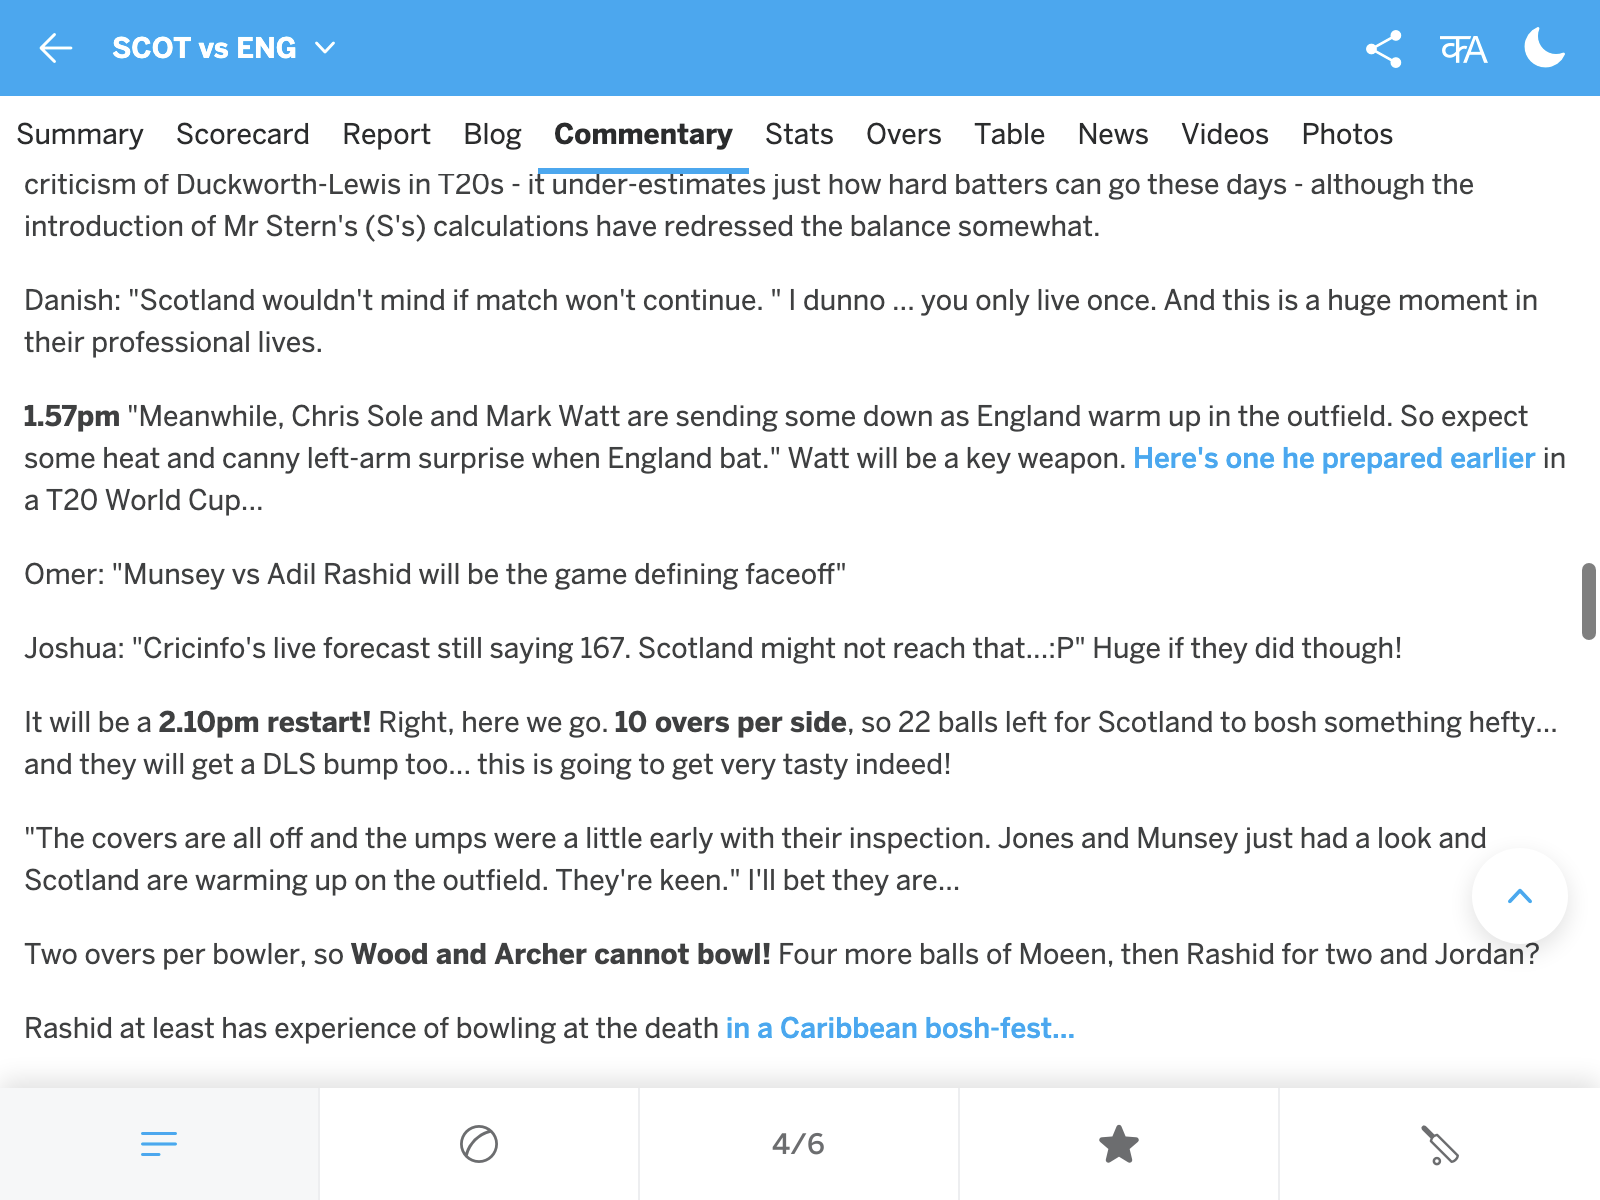 SCOT vs ENG
कA
Summary Scorecard Report Blog Commentary Stats Overs Table News Videos Photos
criticism of Duckworth-Lewis in T20s - it under-estimates just how hard batters can go these days - although the
introduction of Mr Stern's (S's) calculations have redressed the balance somewhat.
Danish: "Scotland wouldn't mind if match won't continue. " I dunno ... you only live once. And this is a huge moment in
their professional lives.
1.57pm "Meanwhile, Chris Sole and Mark Watt are sending some down as England warm up in the outfield. So expect
some heat and canny left-arm surprise when England bat." Watt will be a key weapon. Here's one he prepared earlier in
a T20 World Cup...
Omer: "Munsey vs Adil Rashid will be the game defining faceoff"
Joshua: "Cricinfo's live forecast still saying 167. Scotland might not reach that...:P" Huge if they did though!
It will be a 2.10pm restart! Right, here we go. 10 overs per side, so 22 balls left for Scotland to bosh something hefty...
and they will get a DLS bump too... this is going to get very tasty indeed!
"The covers are all off and the umps were a little early with their inspection. Jones and Munsey just had a look and
Scotland are warming up on the outfield. They're keen." I'll bet they are...
Two overs per bowler, so Wood and Archer cannot bowl! Four more balls of Moeen, then Rashid for two and Jordan?
Rashid at least has experience of bowling at the death in a Caribbean bosh-fest...
4/6